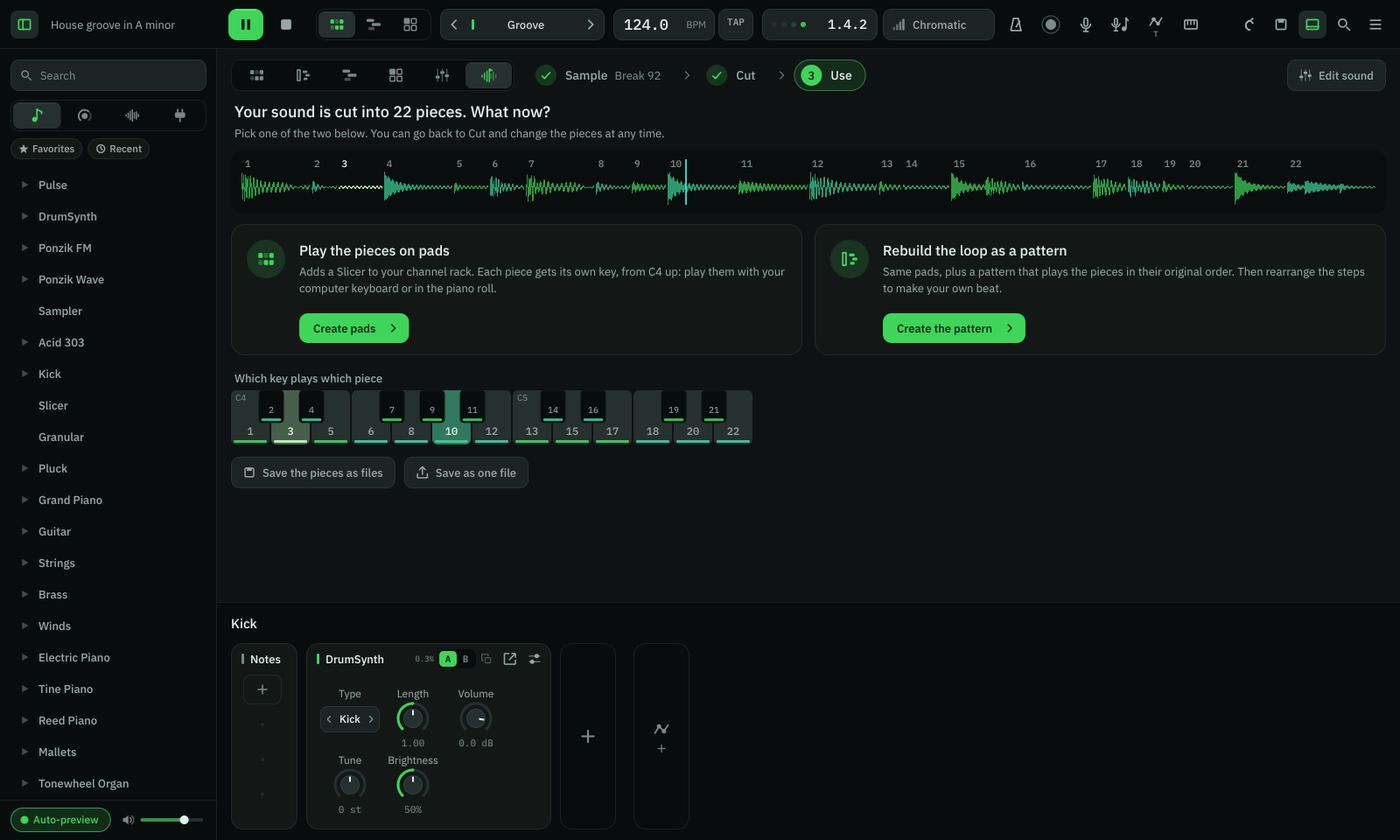 House groove in A minor
Groove
124.0 BPM
TAP
1.4.2
Chromatic
T
Search
Favorites
Recent
Pulse
DrumSynth
Ponzik FM
Ponzik Wave
Sampler
Acid 303
Kick
Slicer
Granular
Pluck
Grand Piano
Guitar
Strings
Brass
Winds
Electric Piano
Tine Piano
Reed Piano
Mallets
Tonewheel Organ
Auto-preview
Sample Break 92
Cut
3 Use
Edit sound
Your sound is cut into 22 pieces. What now?
Pick one of the two below. You can go back to Cut and change the pieces at any time.
1 2 3 4 5 6 7 8 9 10 11 12 13 14 15 16 17 18 19 20 21 22
Play the pieces on pads
Adds a Slicer to your channel rack. Each piece gets its own key, from C4 up: play them with your
computer keyboard or in the piano roll.
Create pads
Rebuild the loop as a pattern
Same pads, plus a pattern that plays the pieces in their original order. Then rearrange the steps
to make your own beat.
Create the pattern
Which key plays which piece
C4 C5
2 4 7 9 11 14 16 19 21
1 3 5 6 8 10 12 13 15 17 18 20 22
Save the pieces as files
Save as one file
Kick
Notes
DrumSynth
0.3% A B
Type Length Volume
Kick
1.00 0.0 dB
Tune Brightness
0 st 50%